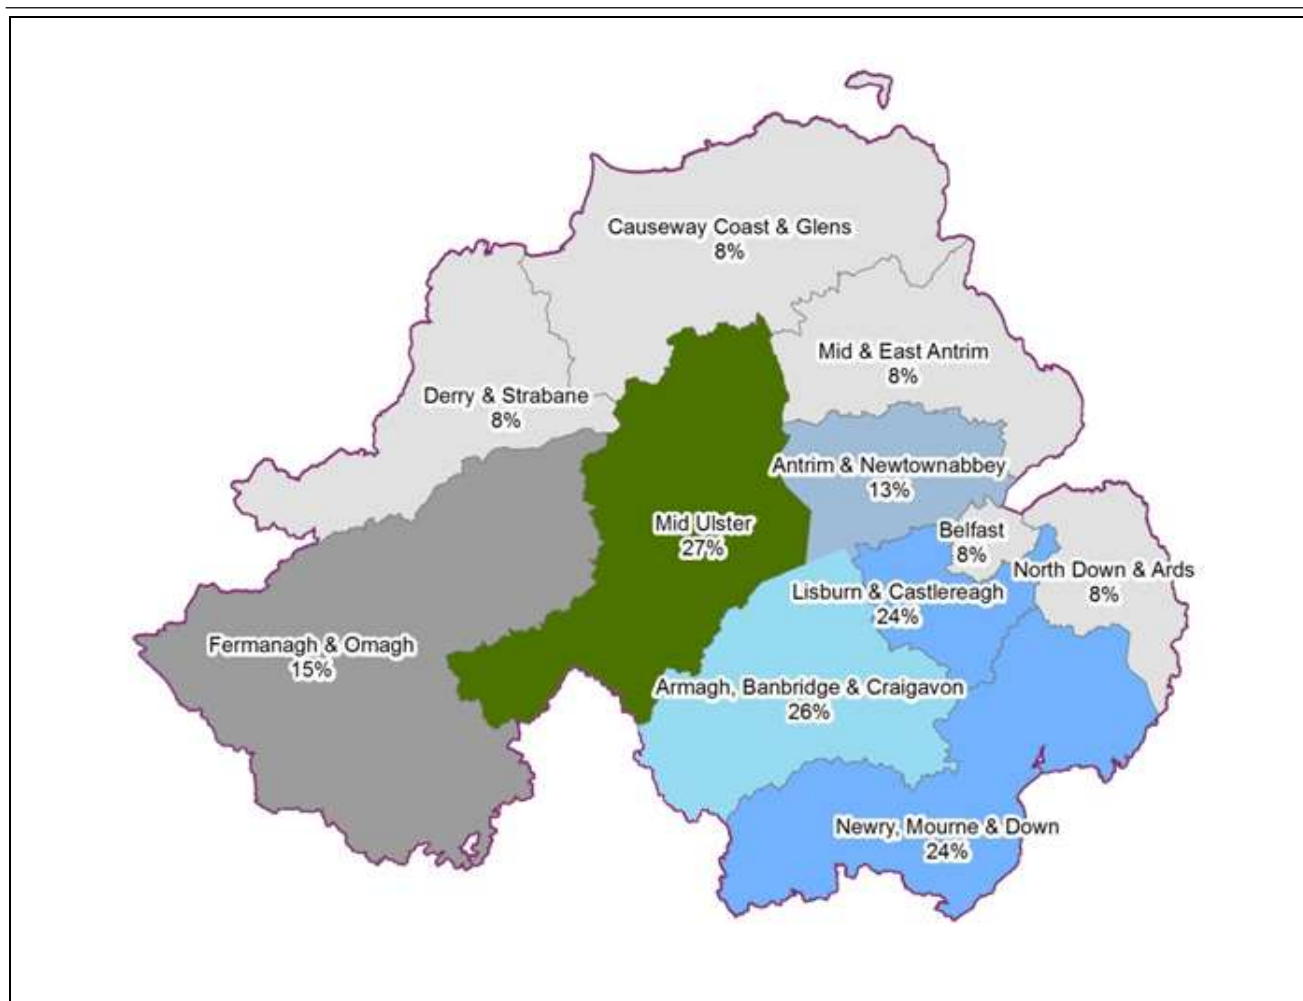 Causeway Coast & Glens
8%
Mid & East Antrim
8%
Derry & Strabane
8%
Antrim & Newtownabbey
13%
Mid Ulster
27%
Belfast
8%
North Down & Ards
8%
Lisburn & Castlereagh
24%
Fermanagh & Omagh
15%
Armagh, Banbridge & Craigavon
26%
Newry, Mourne & Down
24%